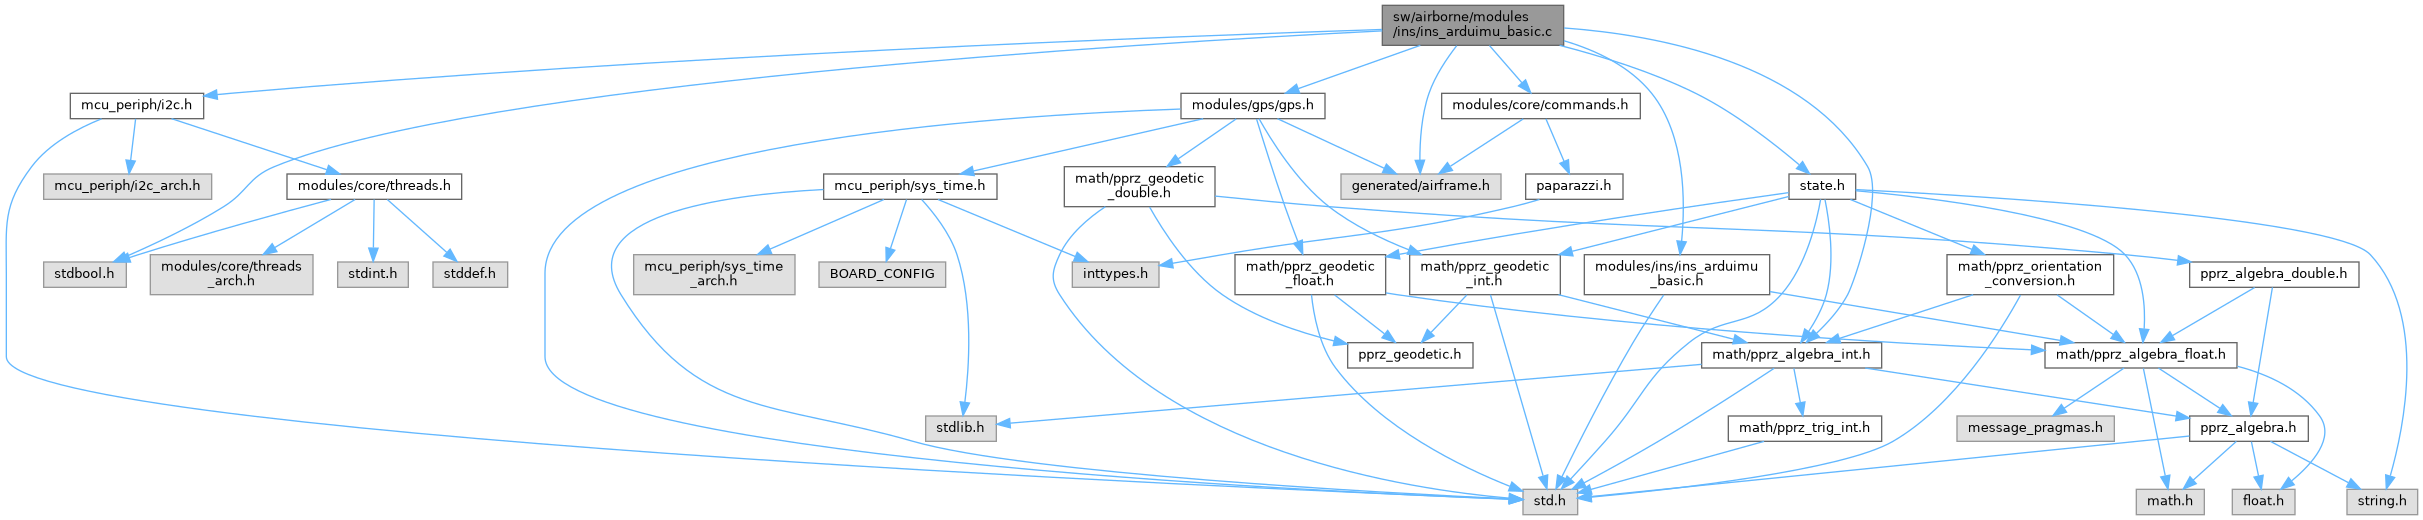 sw/airborne/modules
/ins/ins_arduimu_basic.c
mcu_periph/i2c.h
modules/gps/gps.h
modules/core/commands.h
mcu_periph/i2c_arch.h
modules/core/threads.h
mcu_periph/sys_time.h
math/pprz_geodetic
_double.h
generated/airframe.h
paparazzi.h
state.h
stdbool.h
modules/core/threads
_arch.h
stdint.h
stddef.h
mcu_periph/sys_time
_arch.h
BOARD_CONFIG
inttypes.h
math/pprz_geodetic
_float.h
math/pprz_geodetic
_int.h
modules/ins/ins_arduimu
_basic.h
math/pprz_orientation
_conversion.h
pprz_algebra_double.h
pprz_geodetic.h
math/pprz_algebra_int.h
math/pprz_algebra_float.h
stdlib.h
math/pprz_trig_int.h
message_pragmas.h
pprz_algebra.h
std.h
math.h
float.h
string.h